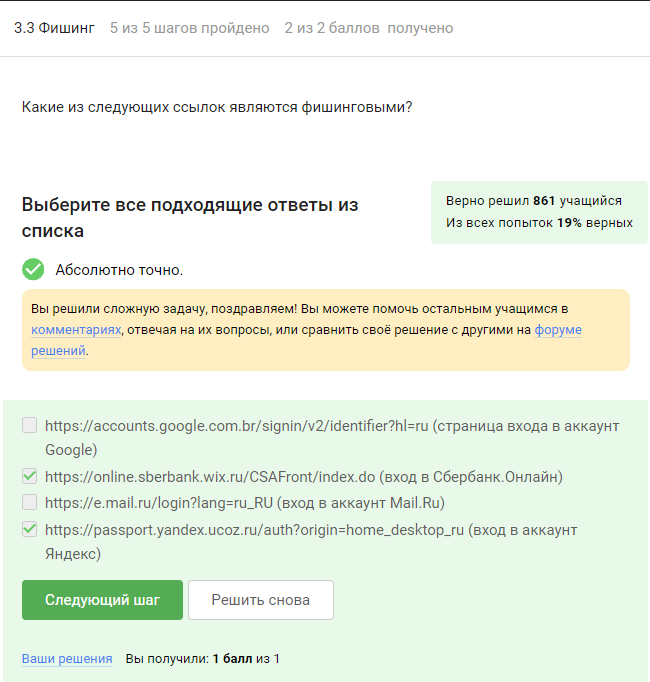 3.3 Фишинг 5 из 5 шагов пройдено 2 из 2 баллов получено
Какие из следующих ссылок являются фишинговыми?
Выберите все подходящие ответы из
списка
Верно решил 861 учащийся
Из всех попыток 19% верных
Абсолютно точно.
Вы решили сложную задачу, поздравляем! Вы можете помочь остальным учащимся в
комментариях, отвечая на их вопросы, или сравнить своё решение с другими на форуме
решений.
https://accounts.google.com.br/signin/v2/identifier?hl=ru (страница входа в аккаунт
Google)
https://online.sberbank.wix.ru/CSAFront/index.do (вход в Сбербанк.Онлайн)
https://e.mail.ru/login?lang=ru_RU (вход в аккаунт Mail.Ru)
https://passport.yandex.ucoz.ru/auth?origin=home_desktop_ru (вход в аккаунт
Яндекс)
Следующий шаг Решить снова
Ваши решения Вы получили: 1 балл из 1